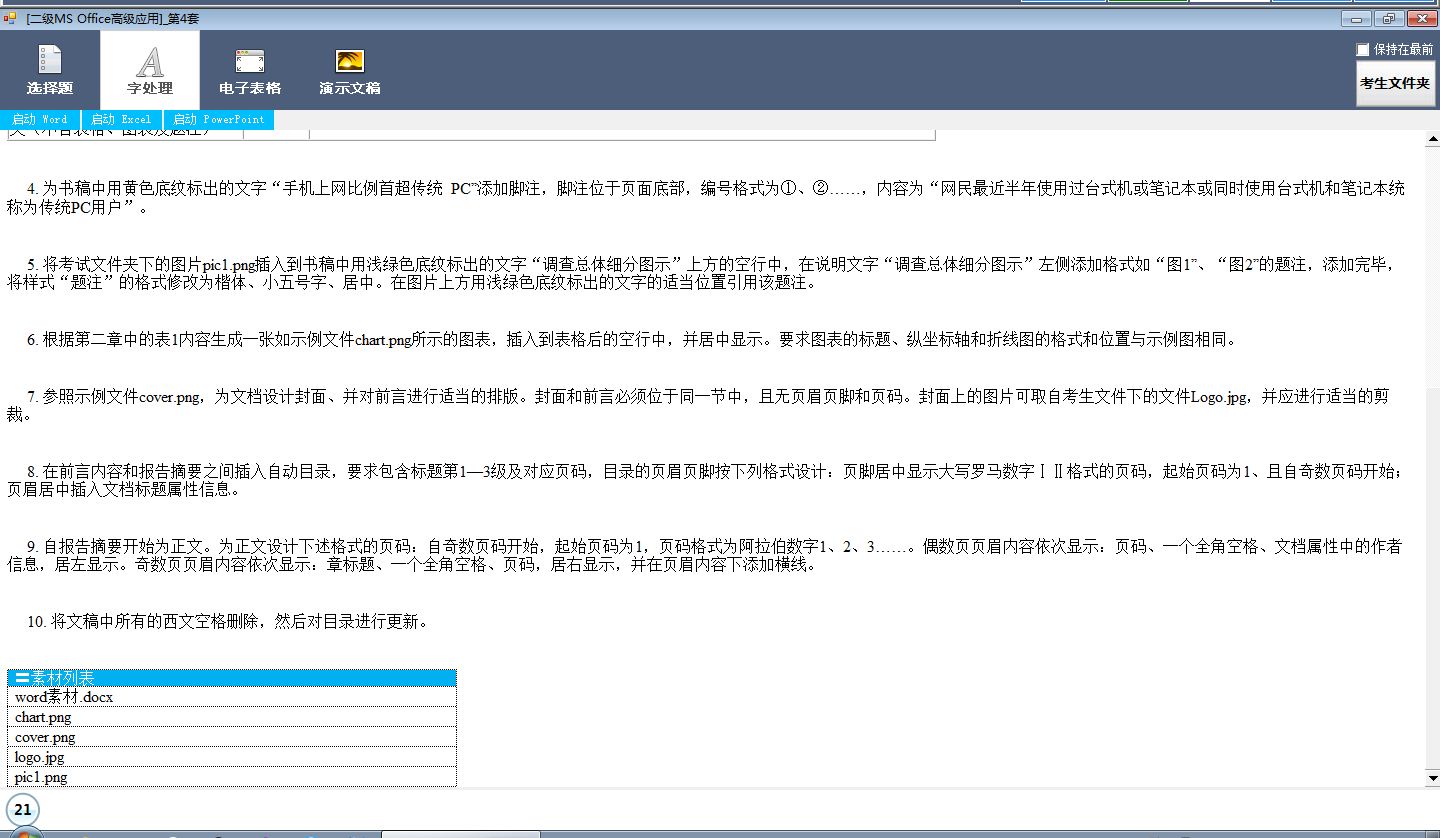 [二级MS Office高级应用]_第4套
保持在最前
选择题
字处理
电子表格
演示文稿
考生文件夹
启动 Word
启动 Excel
启动 PowerPoint
4. 为书稿中用黄色底纹标出的文字“手机上网比例首超传统 PC”添加脚注，脚注位于页面底部，编号格式为①、②……，内容为“网民最近半年使用过台式机或笔记本或同时使用台式机和笔记本统
称为传统PC用户”。
5. 将考试文件夹下的图片pic1.png插入到书稿中用浅绿色底纹标出的文字“调查总体细分图示”上方的空行中，在说明文字“调查总体细分图示”左侧添加格式如“图1”、“图2”的题注，添加完毕，
将样式“题注”的格式修改为楷体、小五号字、居中。在图片上方用浅绿色底纹标出的文字的适当位置引用该题注。
6. 根据第二章中的表1内容生成一张如示例文件chart.png所示的图表，插入到表格后的空行中，并居中显示。要求图表的标题、纵坐标轴和折线图的格式和位置与示例图相同。
7. 参照示例文件cover.png，为文档设计封面、并对前言进行适当的排版。封面和前言必须位于同一节中，且无页眉页脚和页码。封面上的图片可取自考生文件下的文件Logo.jpg，并应进行适当的剪
裁。
8. 在前言内容和报告摘要之间插入自动目录，要求包含标题第1—3级及对应页码，目录的页眉页脚按下列格式设计：页脚居中显示大写罗马数字ⅠⅡ格式的页码，起始页码为1、且自奇数页码开始；
页眉居中插入文档标题属性信息。
9. 自报告摘要开始为正文。为正文设计下述格式的页码：自奇数页码开始，起始页码为1，页码格式为阿拉伯数字1、2、3……。偶数页页眉内容依次显示：页码、一个全角空格、文档属性中的作者
信息，居左显示。奇数页页眉内容依次显示：章标题、一个全角空格、页码，居右显示，并在页眉内容下添加横线。
10. 将文稿中所有的西文空格删除，然后对目录进行更新。
素材列表
word素材.docx
chart.png
cover.png
logo.jpg
pic1.png
21